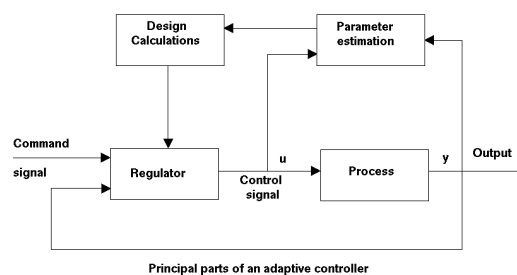 Design
Calculations
Parameter
estimation
Command
signal
Regulator
u
Control
signal
Process
y
Output
Principal parts of an adaptive controller